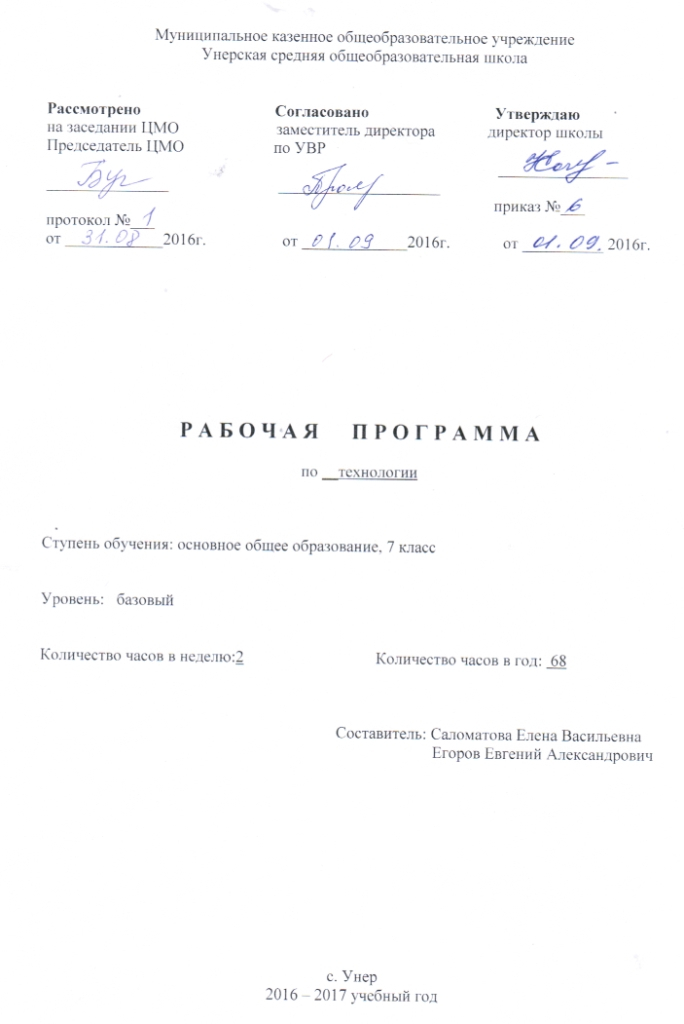 Муниципальное казенное общеобразовательное учреждение
Унерская средняя общеобразовательная школа
Рассмотрено
на заседании ЦМО
Председатель ЦМО
протокол № 1
от 31.08 2016г.
Согласовано
заместитель директора
по УВР
от 01.09 2016г.
Утверждаю
директор школы
приказ № 6
от 01.09. 2016г.
Р А Б О Ч А Я П Р О Г Р А М М А
по __технологии
Ступень обучения: основное общее образование, 7 класс
Уровень: базовый
Количество часов в неделю:2 Количество часов в год: 68
Составитель: Саломатова Елена Васильевна
Егоров Евгений Александрович
с. Унер
2016 – 2017 учебный год